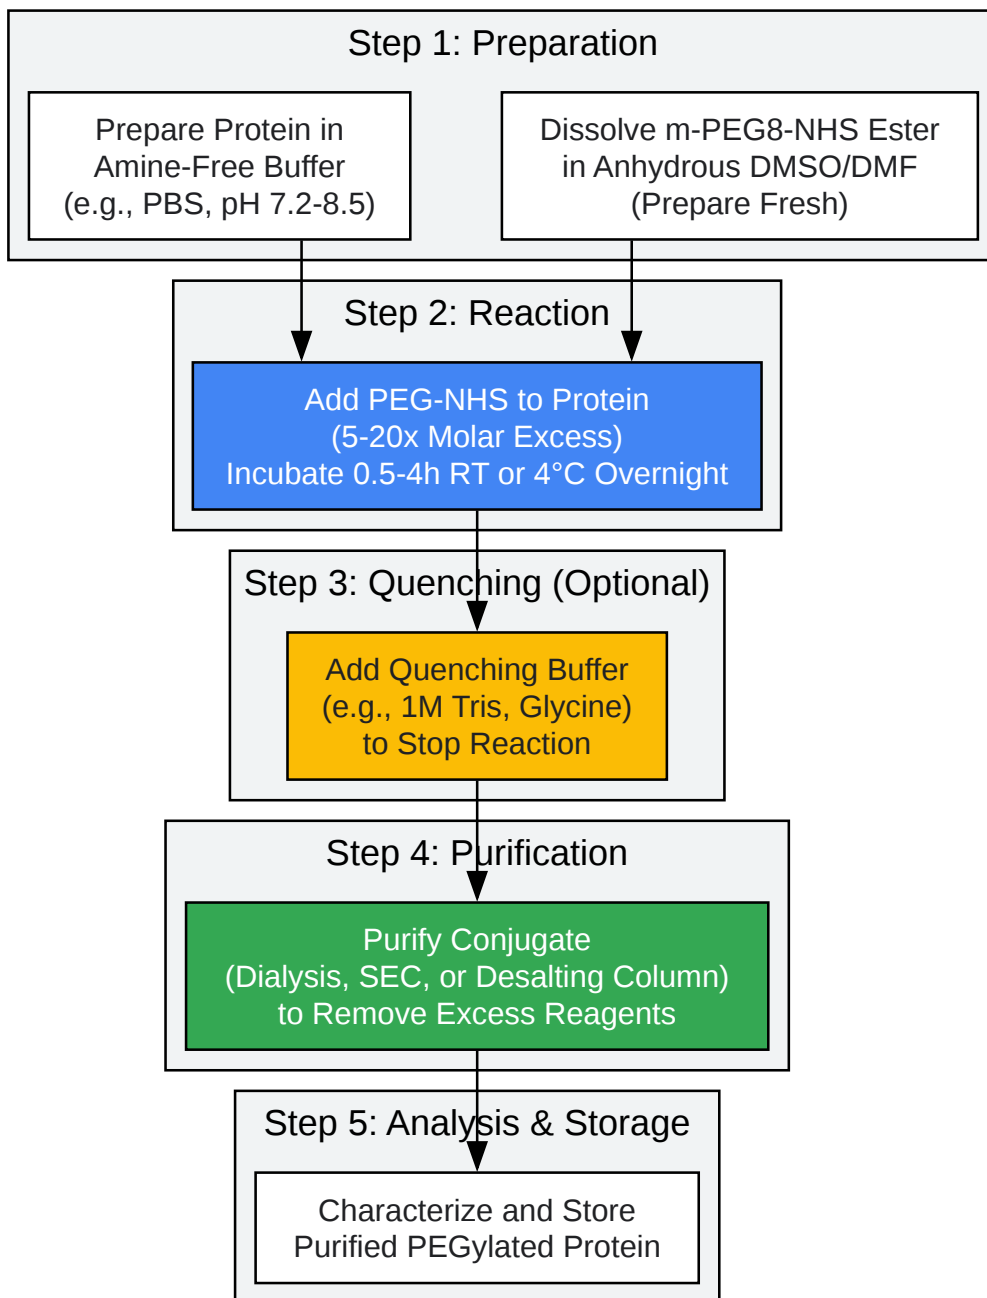 Step 1: Preparation
Prepare Protein in
Amine-Free Buffer
(e.g., PBS, pH 7.2-8.5)
Dissolve m-PEG8-NHS Ester
in Anhydrous DMSO/DMF
(Prepare Fresh)
Step 2: Reaction
Add PEG-NHS to Protein
(5-20x Molar Excess)
Incubate 0.5-4h RT or 4°C Overnight
Step 3: Quenching (Optional)
Add Quenching Buffer
(e.g., 1M Tris, Glycine)
to Stop Reaction
Step 4: Purification
Purify Conjugate
(Dialysis, SEC, or Desalting Column)
to Remove Excess Reagents
Step 5: Analysis & Storage
Characterize and Store
Purified PEGylated Protein